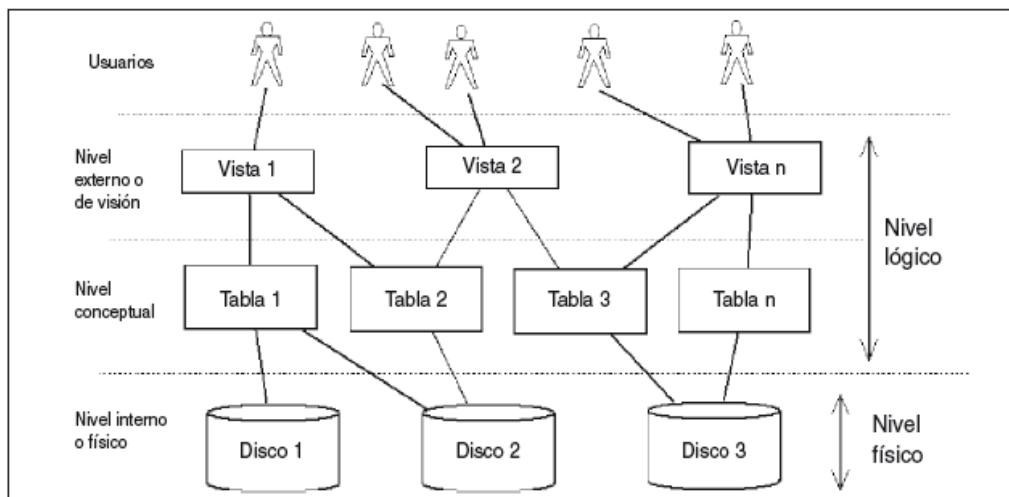 Usuarios
Nivel
externo o
de visión
Vista 1
Vista 2
Vista n
Nivel
lógico
Nivel
conceptual
Tabla 1
Tabla 2
Tabla 3
Tabla n
Nivel interno
o físico
Disco 1
Disco 2
Disco 3
Nivel
físico